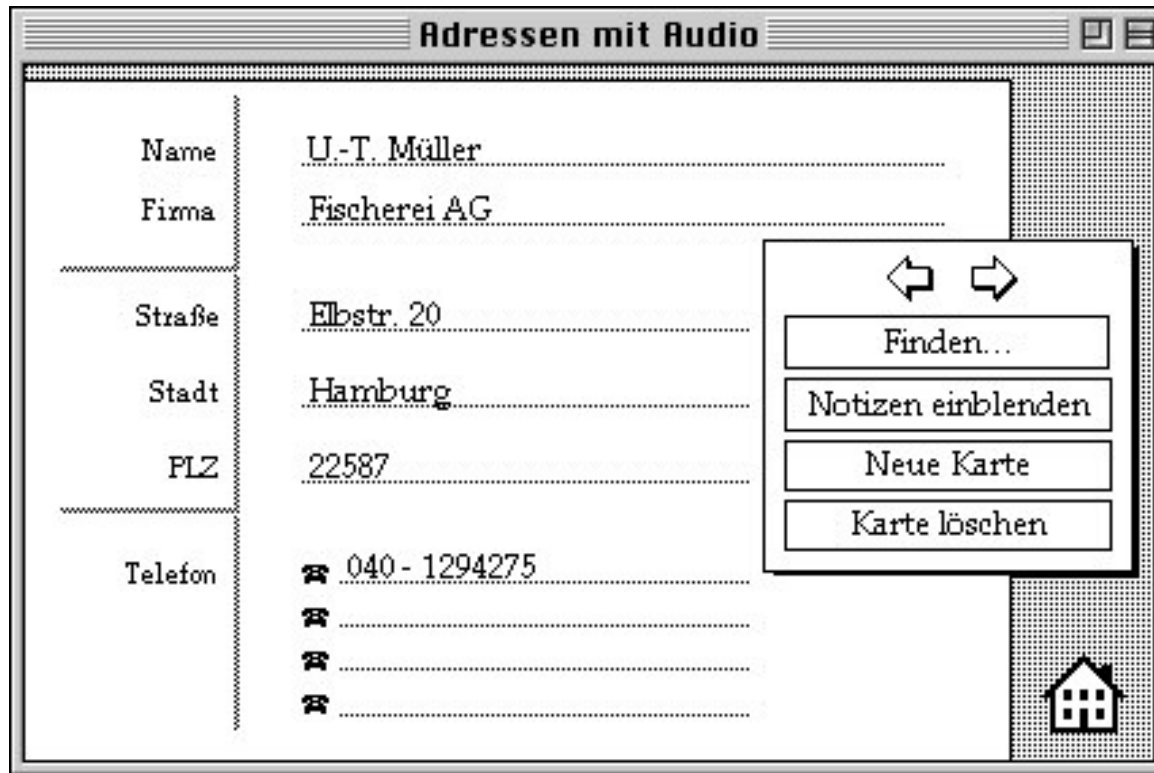 Adressen mit Audio
Name U.-T. Müller
Firma Fischerei AG
Straße Elbstr. 20
Stadt Hamburg
PLZ 22587
Telefon 040 - 1294275
Finden...
Notizen einblenden
Neue Karte
Karte löschen